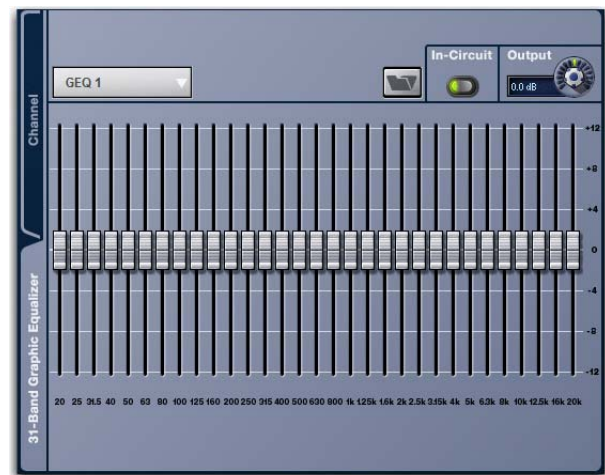 In-Circuit
Output
GEQ 1
0.0 dB
Channel
31-Band Graphic Equalizer
+12
+8
+4
0
-4
-8
-12
20 25 31.5 40 50 63 80 100 125 160 200 250 315 400 500 630 800 1k 1.25k 1.6k 2k 2.5k 3.15k 4k 5k 6.3k 8k 10k 12.5k 16k 20k